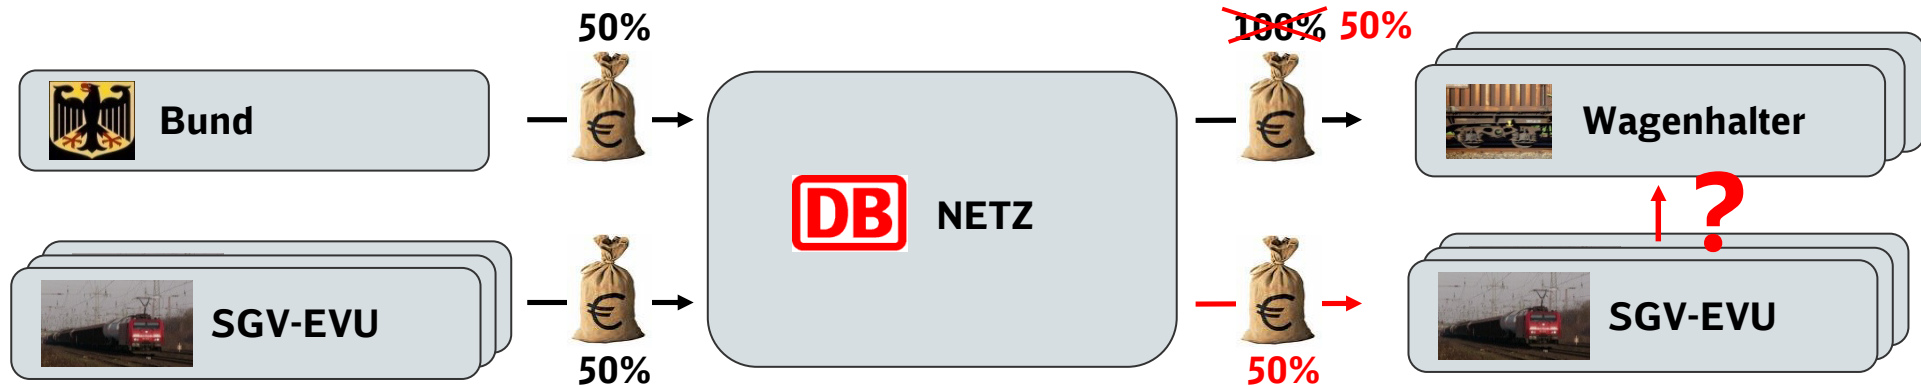 50%
100% 50%
Bund
€
€
Wagenhalter
DB NETZ
?
SGV-EVU
€
€
SGV-EVU
50%
50%